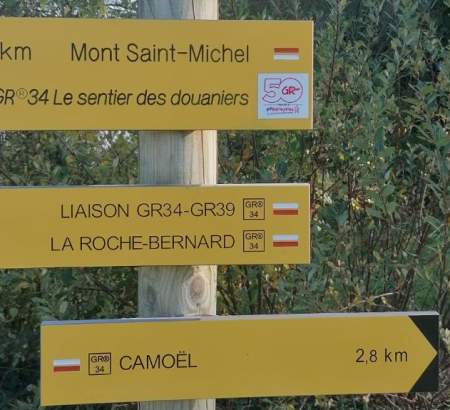 km Mont Saint-Michel
GR®34 Le sentier des douaniers
50 GR
LIAISON GR34-GR39 GR® 34
LA ROCHE-BERNARD GR® 34
GR® 34 CAMOËL 2,8 km